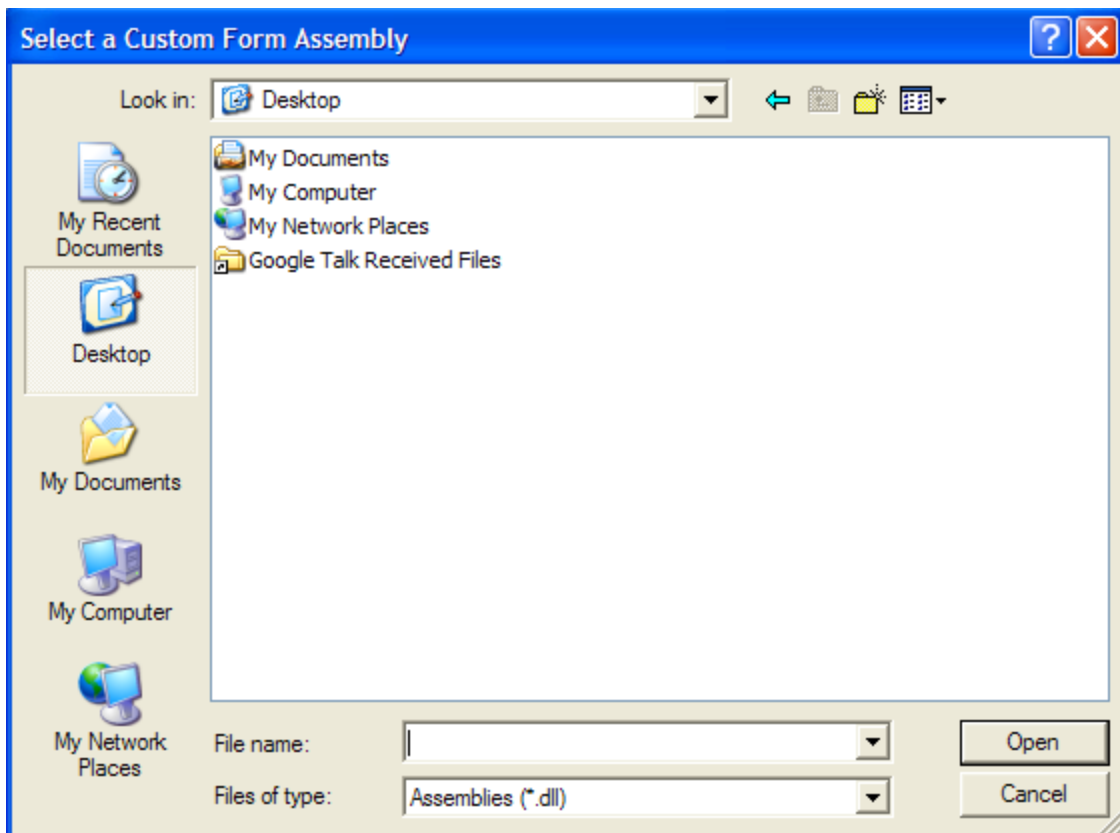 Select a Custom Form Assembly
Look in: Desktop
My Documents
My Computer
My Network Places
Google Talk Received Files
My Recent
Documents
Desktop
My Documents
My Computer
My Network
Places
File name:
Open
Files of type: Assemblies (*.dll)
Cancel